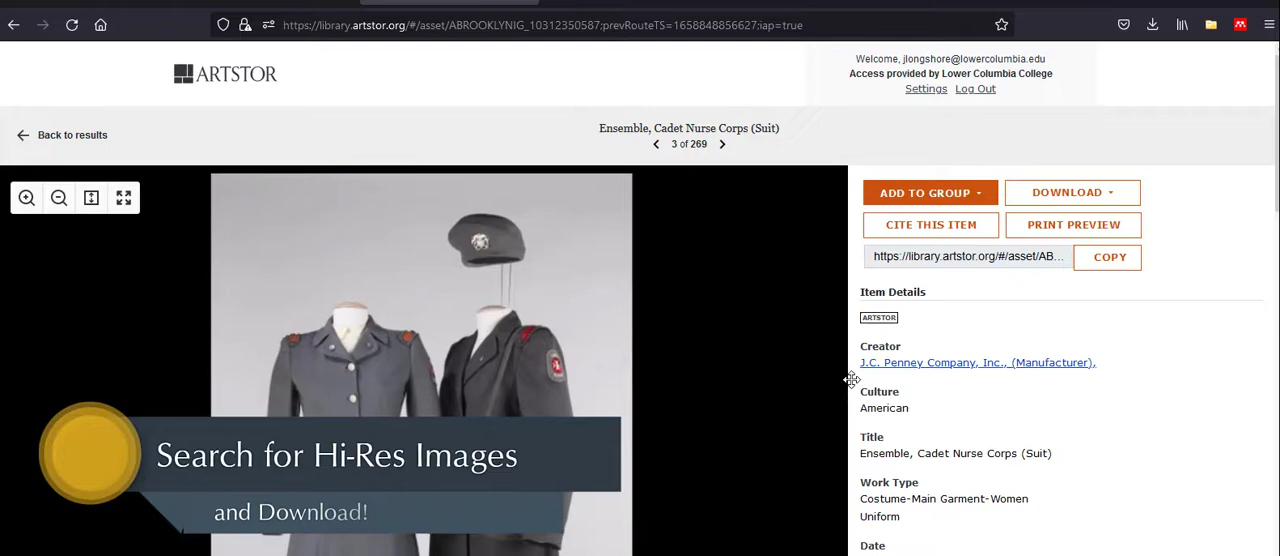 https://library.artstor.org/#/asset/ABROOKLYNIG_10312350587;prevRouteTS=1658848856627;iap=true
ARTSTOR
Welcome, jlongshore@lowercolumbia.edu
Access provided by Lower Columbia College
Settings Log Out
Back to results
Ensemble, Cadet Nurse Corps (Suit)
3 of 269
ADD TO GROUP
DOWNLOAD
CITE THIS ITEM
PRINT PREVIEW
https://library.artstor.org/#/asset/AB...
COPY
Item Details
ARTSTOR
Creator
J.C. Penney Company, Inc., (Manufacturer),
Culture
American
Title
Ensemble, Cadet Nurse Corps (Suit)
Work Type
Costume-Main Garment-Women
Uniform
Date
Search for Hi-Res Images
and Download!